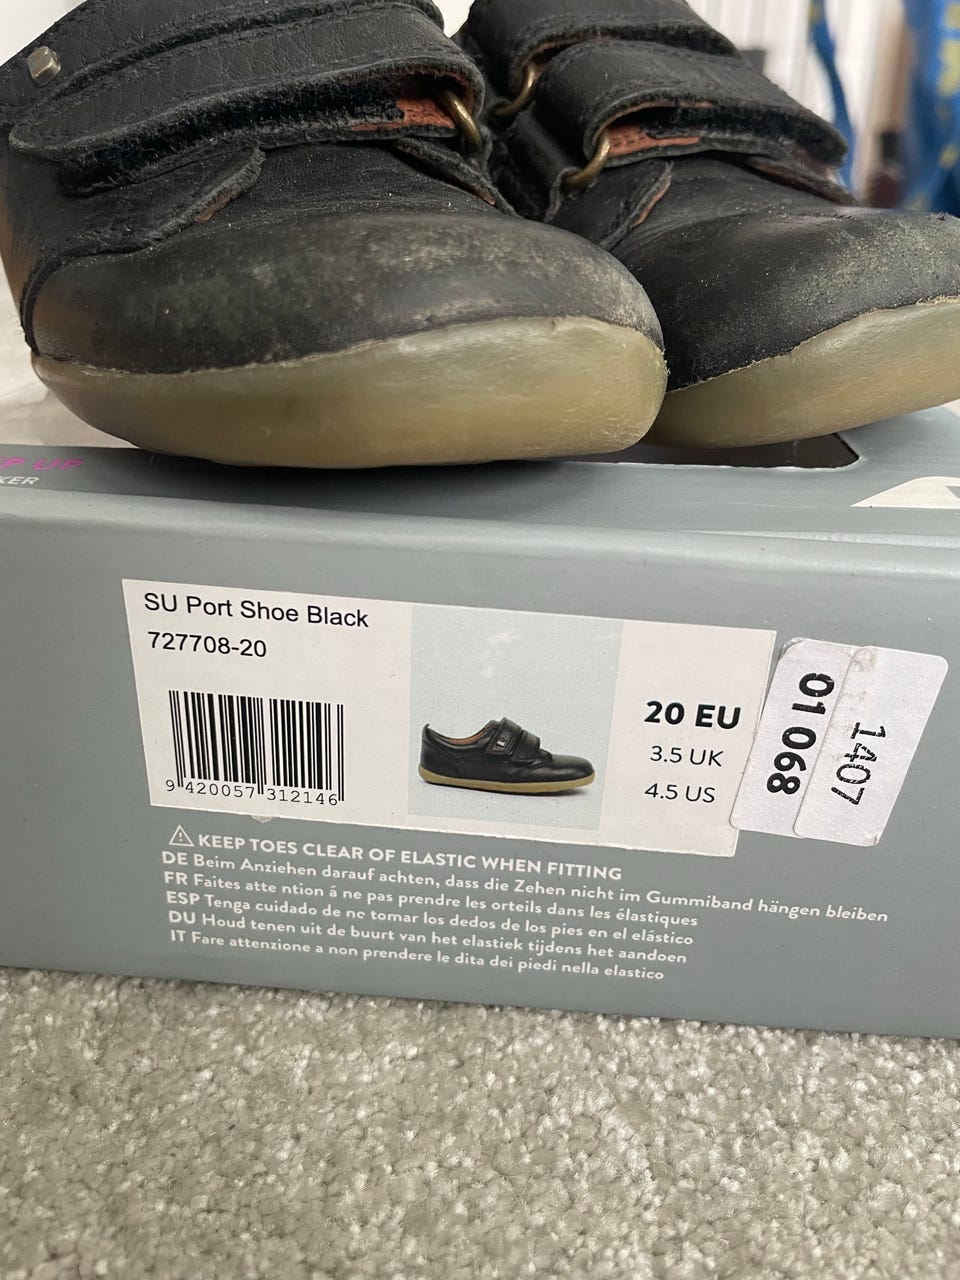 P UP
KER
SU Port Shoe Black
727708-20
9 420057 312146
20 EU
3.5 UK
4.5 US
01 068
1407
KEEP TOES CLEAR OF ELASTIC WHEN FITTING
DE Beim Anziehen darauf achten, dass die Zehen nicht im Gummiband hängen bleiben
FR Faites atte ntion á ne pas prendre les orteils dans les élastiques
ESP Tenga cuidado de nc tomar los dedos de los pies en el elástico
DU Houd tenen uit de buurt van het elastiek tijdens het aandoen
IT Fare attenzione a non prendere le dita dei piedi nella elastico